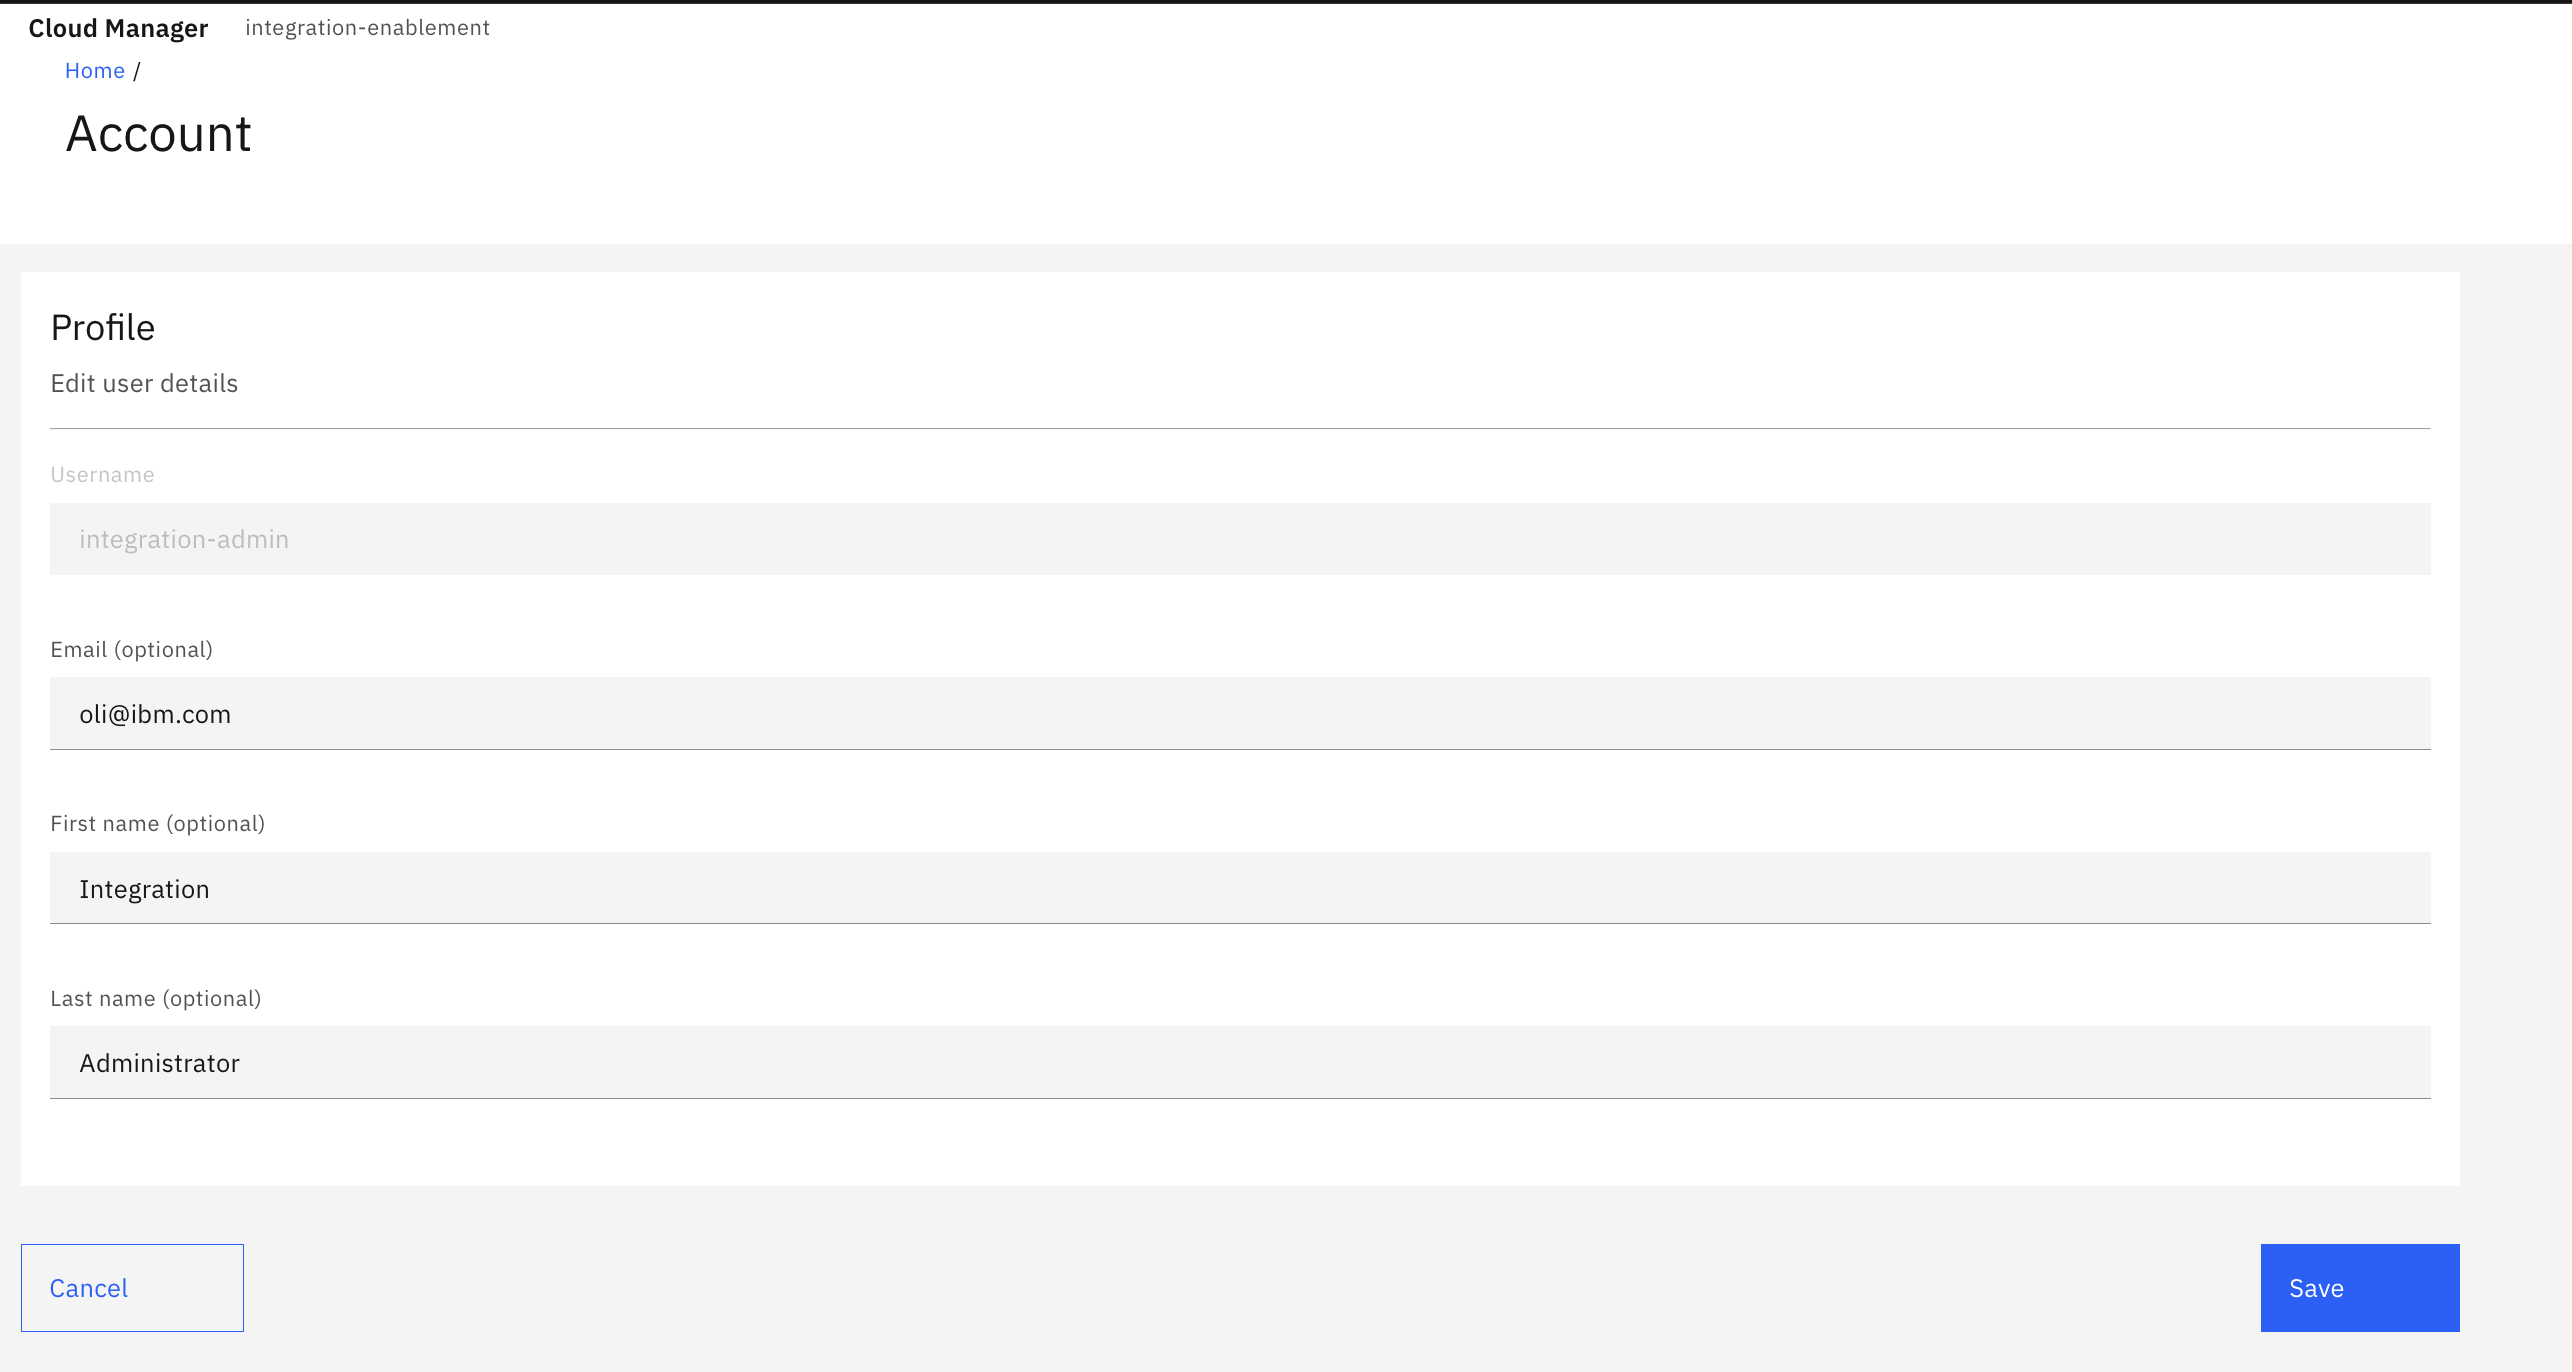 Cloud Manager integration-enablement
Home /
Account
Profile
Edit user details
Username
integration-admin
Email (optional)
oli@ibm.com
First name (optional)
Integration
Last name (optional)
Administrator
Cancel Save